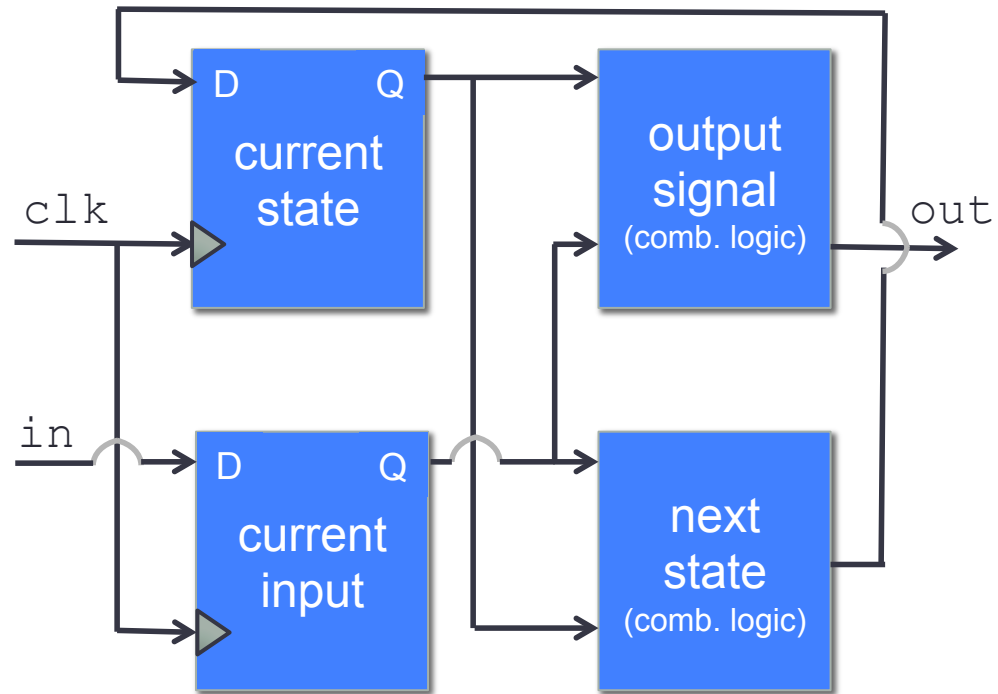 D Q
current
state
output
signal
(comb. logic)
clk
out
in
D Q
current
input
next
state
(comb. logic)